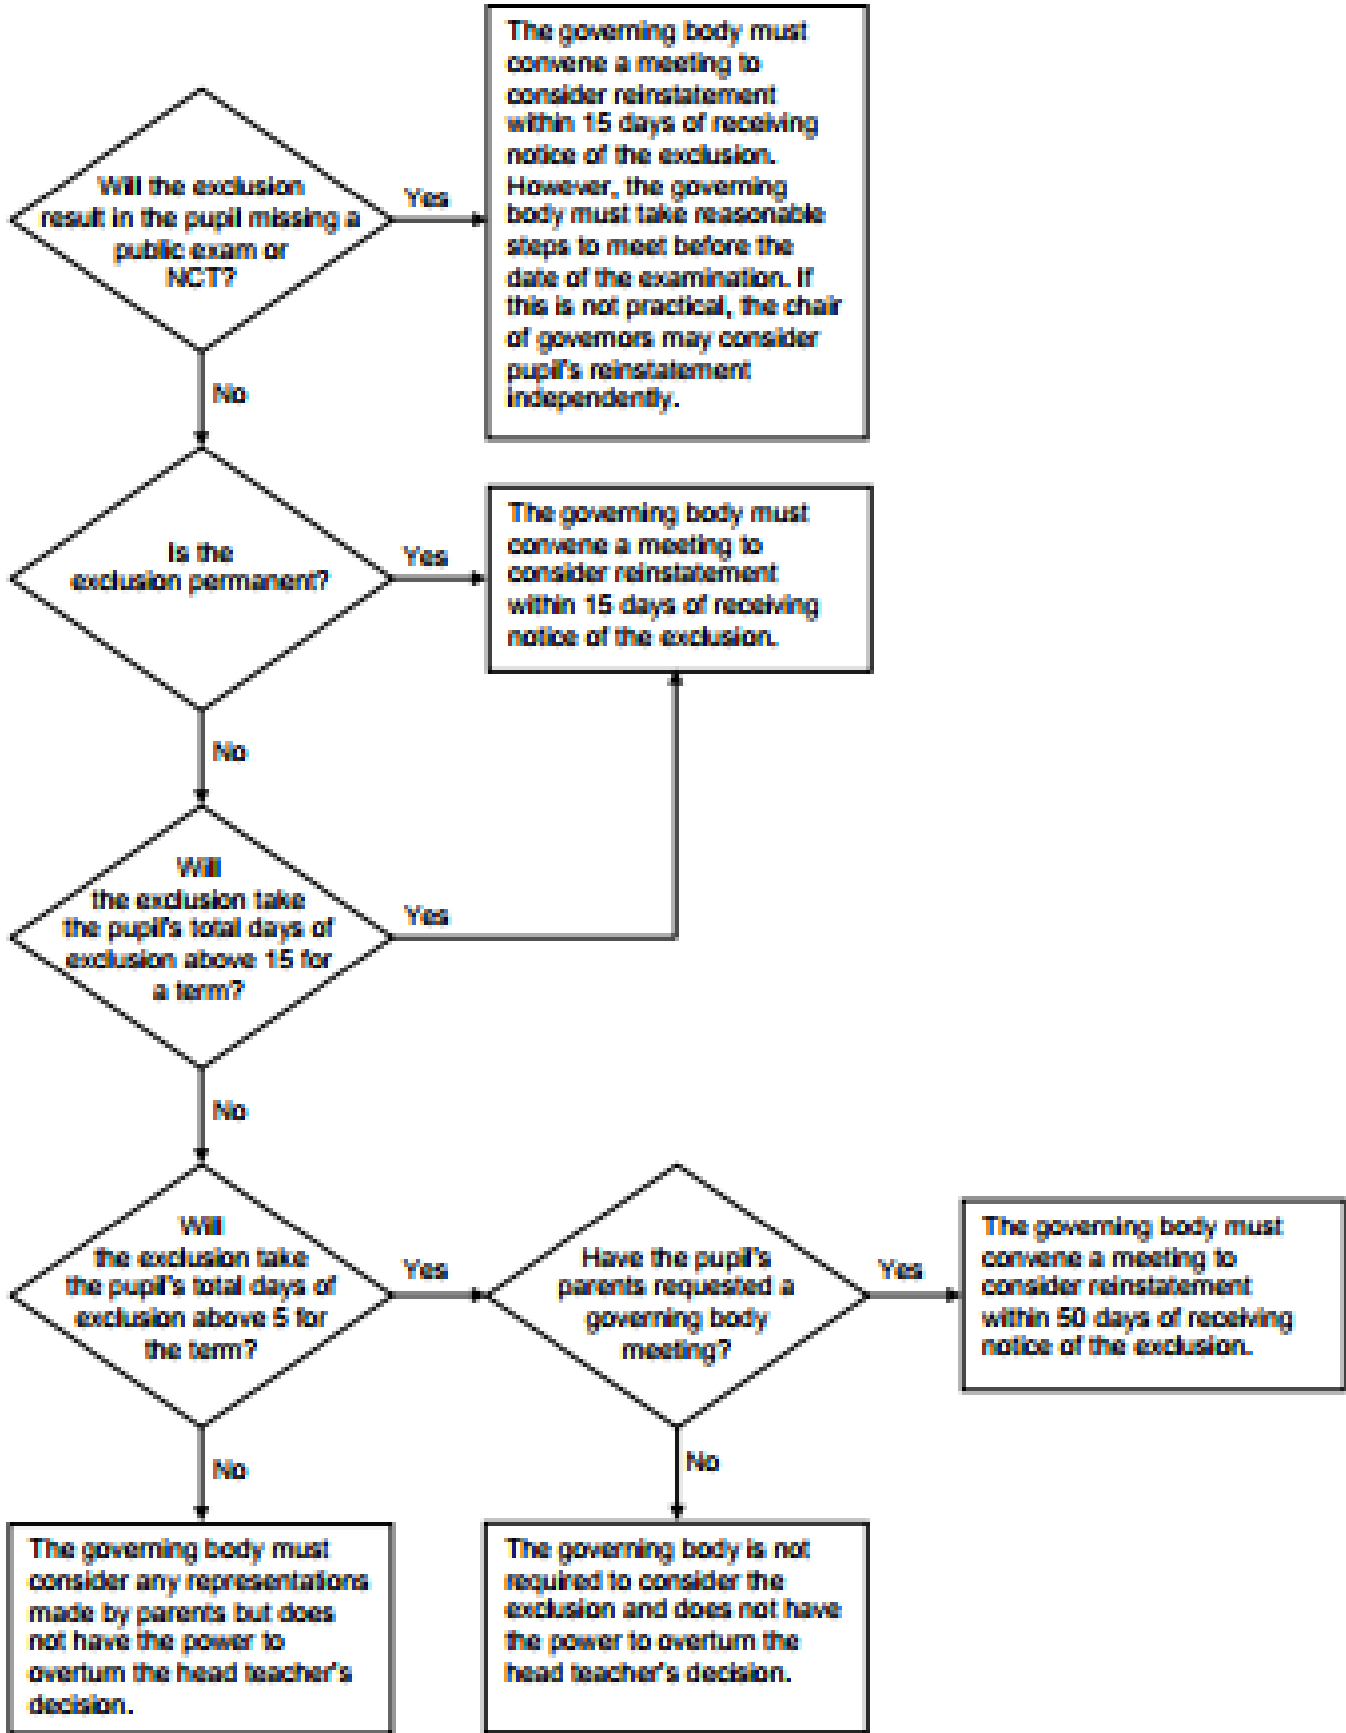 The governing body must
convene a meeting to
consider reinstatement
within 15 days of receiving
notice of the exclusion.
However, the governing
body must take reasonable
steps to meet before the
date of the examination. If
this is not practical, the chair
of governors may consider
pupil's reinstatement
independently.
Will the exclusion
result in the pupil missing a
public exam or
NCT?
Yes
No
Is the
exclusion permanent?
Yes
The governing body must
convene a meeting to
consider reinstatement
within 15 days of receiving
notice of the exclusion.
No
Will
the exclusion take
the pupil's total days of
exclusion above 15 for
a term?
Yes
No
Will
the exclusion take
the pupil's total days of
exclusion above 5 for
the term?
Yes
Have the pupil's
parents requested a
governing body
meeting?
Yes
The governing body must
convene a meeting to
consider reinstatement
within 50 days of receiving
notice of the exclusion.
No
No
The governing body must
consider any representations
made by parents but does
not have the power to
overturn the head teacher's
decision.
The governing body is not
required to consider the
exclusion and does not have
the power to overturn the
head teacher's decision.